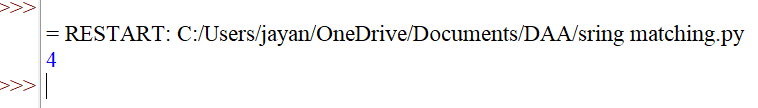 >>>
= RESTART: C:/Users/jayan/OneDrive/Documents/DAA/sring matching.py
4
>>>